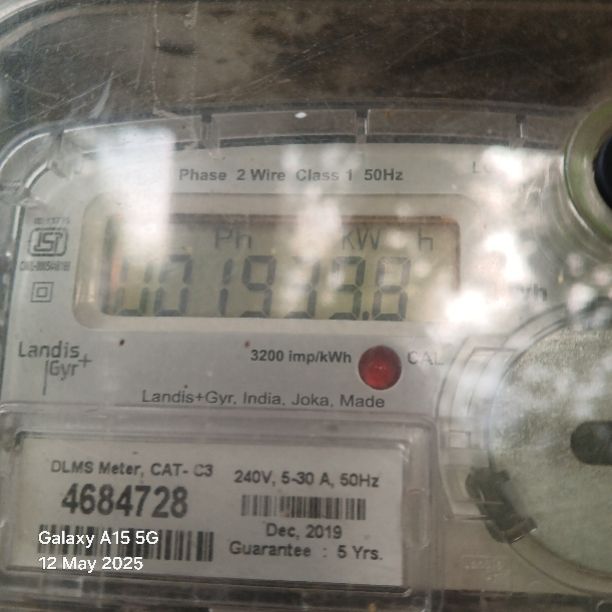 Phase 2 Wire Class 1 50Hz
Ph kW h
001933.8
Landis
Gyr+
3200 imp/kWh CAL
Landis+Gyr, India, Joka, Made
DLMS Meter, CAT- C3
4684728
240V, 5-30 A, 50Hz
Dec, 2019
Guarantee : 5 Yrs.
Galaxy A15 5G
12 May 2025